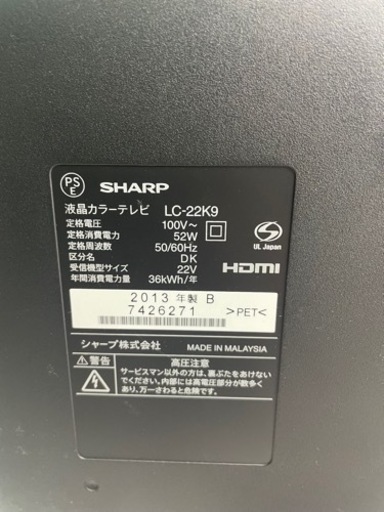 PS
E
SHARP
液晶カラーテレビ LC-22K9
定格電圧 100V～
定格消費電力 52W
定格周波数 50/60Hz
区分名 DK
受信機型サイズ 22V
年間消費電力量 36kWh/年
S
UL Japan
HDMI
2013年製 B
7426271
>PET<
シャープ株式会社 MADE IN MALAYSIA
警告
高圧注意
サービスマン以外の方は、裏ぶたをあけないで
ください。内部には高電圧部分が数多く
あり、万一さわると危険です。